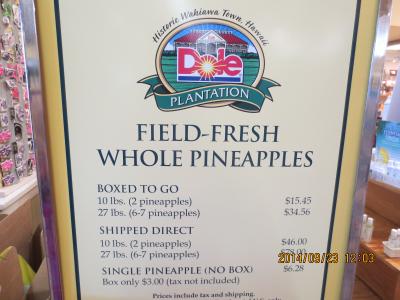 Historic Wahiawa Town, Hawaii
Dole
PLANTATION
FIELD-FRESH
WHOLE PINEAPPLES
BOXED TO GO
10 lbs. (2 pineapples) $15.45
27 lbs. (6-7 pineapples) $34.56
SHIPPED DIRECT
10 lbs. (2 pineapples) $46.00
27 lbs. (6-7 pineapples) $78.00
SINGLE PINEAPPLE (NO BOX) $6.28
Box only $3.00 (tax not included)
Prices include tax and shipping.
2014/09/23 12:03